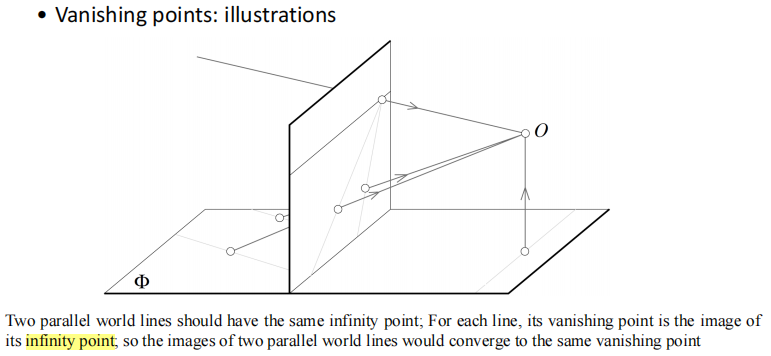 • Vanishing points: illustrations
O
Φ
Two parallel world lines should have the same infinity point; For each line, its vanishing point is the image of
its infinity point, so the images of two parallel world lines would converge to the same vanishing point